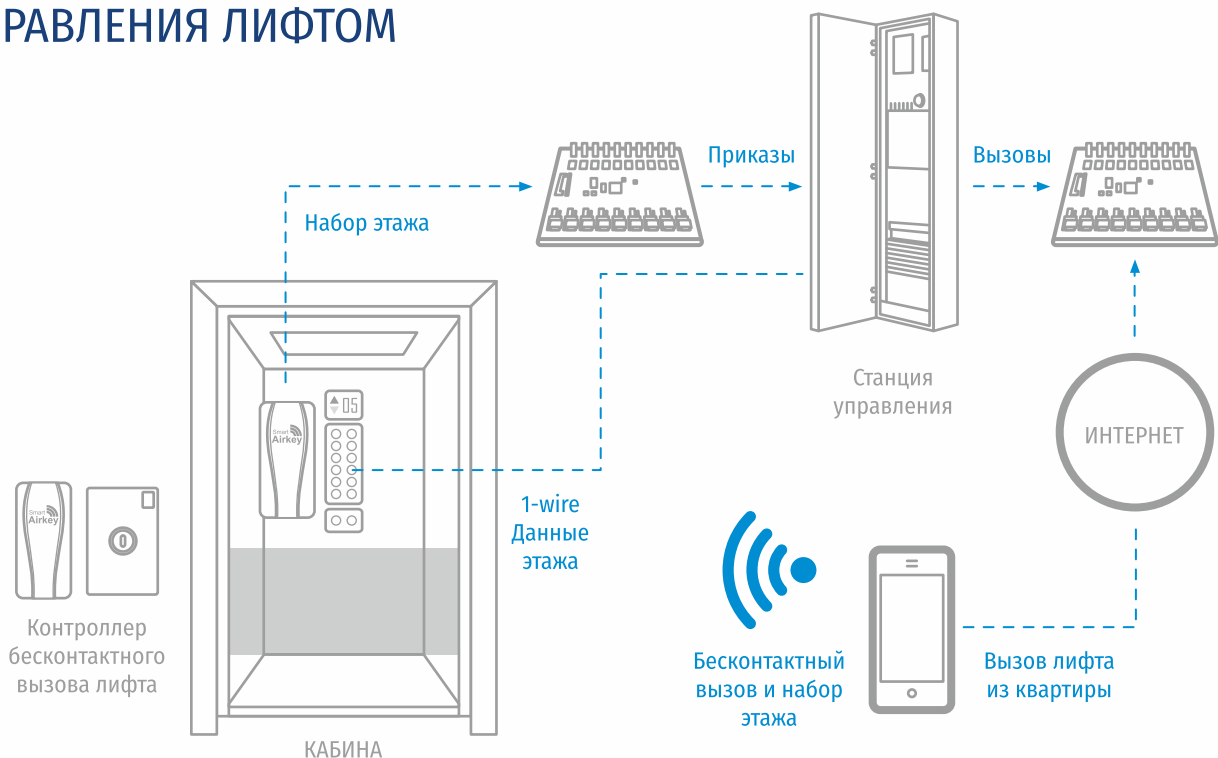 РАВЛЕНИЯ ЛИФТОМ
Приказы
Вызовы
Набор этажа
Станция
управления
05
Smart
Airkey
ИНТЕРНЕТ
1-wire
Данные
этажа
Smart
Airkey
Контроллер
бесконтактного
вызова лифта
Бесконтактный
вызов и набор
этажа
Вызов лифта
из квартиры
КАБИНА